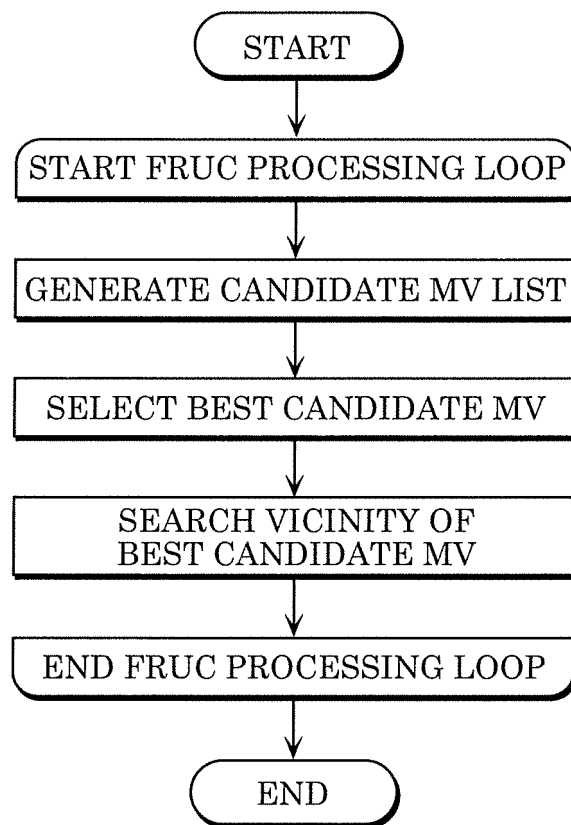 START
START FRUC PROCESSING LOOP
GENERATE CANDIDATE MV LIST
SELECT BEST CANDIDATE MV
SEARCH VICINITY OF
BEST CANDIDATE MV
END FRUC PROCESSING LOOP
END